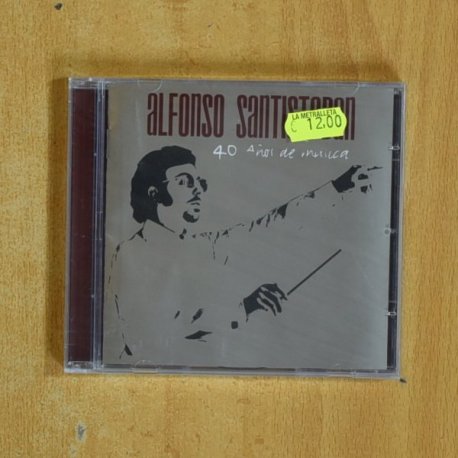 ALFONSO SANTISTEBAN
LA METRALLETA
€ 12.00
40 Años de música